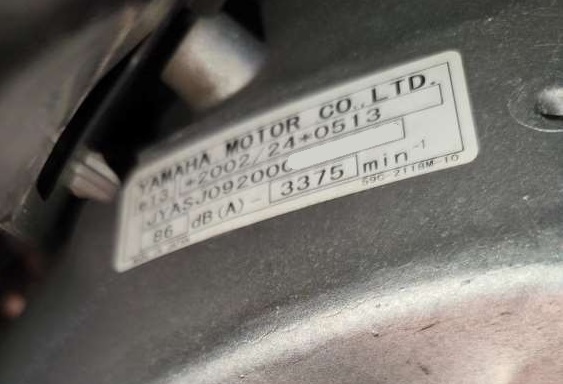 YAMAHA MOTOR CO., LTD.
e13 *2002/24*0513
JYASJ092000
86 dB(A) - 3375 min-1